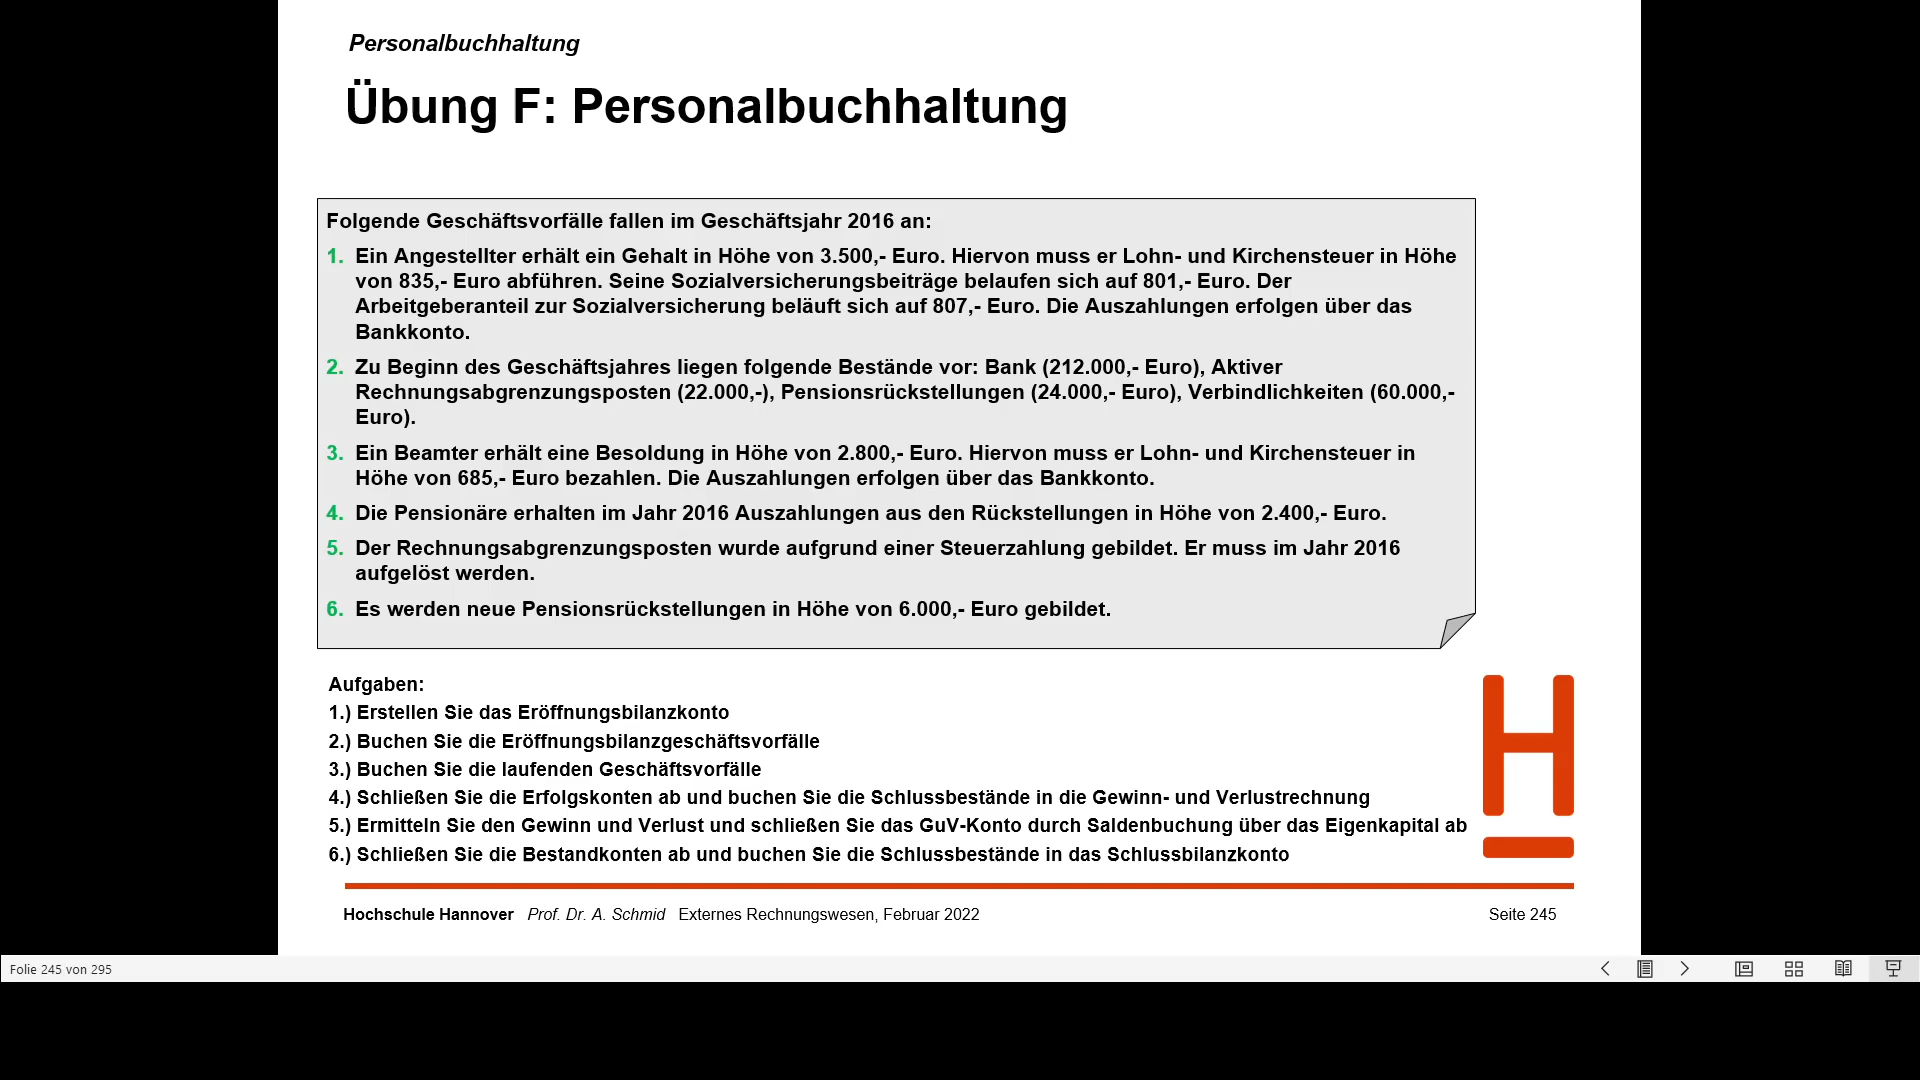 Personalbuchhaltung
Übung F: Personalbuchhaltung
Folgende Geschäftsvorfälle fallen im Geschäftsjahr 2016 an:
1. Ein Angestellter erhält ein Gehalt in Höhe von 3.500,- Euro. Hiervon muss er Lohn- und Kirchensteuer in Höhe
von 835,- Euro abführen. Seine Sozialversicherungsbeiträge belaufen sich auf 801,- Euro. Der
Arbeitgeberanteil zur Sozialversicherung beläuft sich auf 807,- Euro. Die Auszahlungen erfolgen über das
Bankkonto.
2. Zu Beginn des Geschäftsjahres liegen folgende Bestände vor: Bank (212.000,- Euro), Aktiver
Rechnungsabgrenzungsposten (22.000,-), Pensionsrückstellungen (24.000,- Euro), Verbindlichkeiten (60.000,-
Euro).
3. Ein Beamter erhält eine Besoldung in Höhe von 2.800,- Euro. Hiervon muss er Lohn- und Kirchensteuer in
Höhe von 685,- Euro bezahlen. Die Auszahlungen erfolgen über das Bankkonto.
4. Die Pensionäre erhalten im Jahr 2016 Auszahlungen aus den Rückstellungen in Höhe von 2.400,- Euro.
5. Der Rechnungsabgrenzungsposten wurde aufgrund einer Steuerzahlung gebildet. Er muss im Jahr 2016
aufgelöst werden.
6. Es werden neue Pensionsrückstellungen in Höhe von 6.000,- Euro gebildet.
Aufgaben:
1.) Erstellen Sie das Eröffnungsbilanzkonto
2.) Buchen Sie die Eröffnungsbilanzgeschäftsvorfälle
3.) Buchen Sie die laufenden Geschäftsvorfälle
4.) Schließen Sie die Erfolgskonten ab und buchen Sie die Schlussbestände in die Gewinn- und Verlustrechnung
5.) Ermitteln Sie den Gewinn und Verlust und schließen Sie das GuV-Konto durch Saldenbuchung über das Eigenkapital ab
6.) Schließen Sie die Bestandkonten ab und buchen Sie die Schlussbestände in das Schlussbilanzkonto
H
Hochschule Hannover Prof. Dr. A. Schmid Externes Rechnungswesen, Februar 2022 Seite 245
Folie 245 von 295